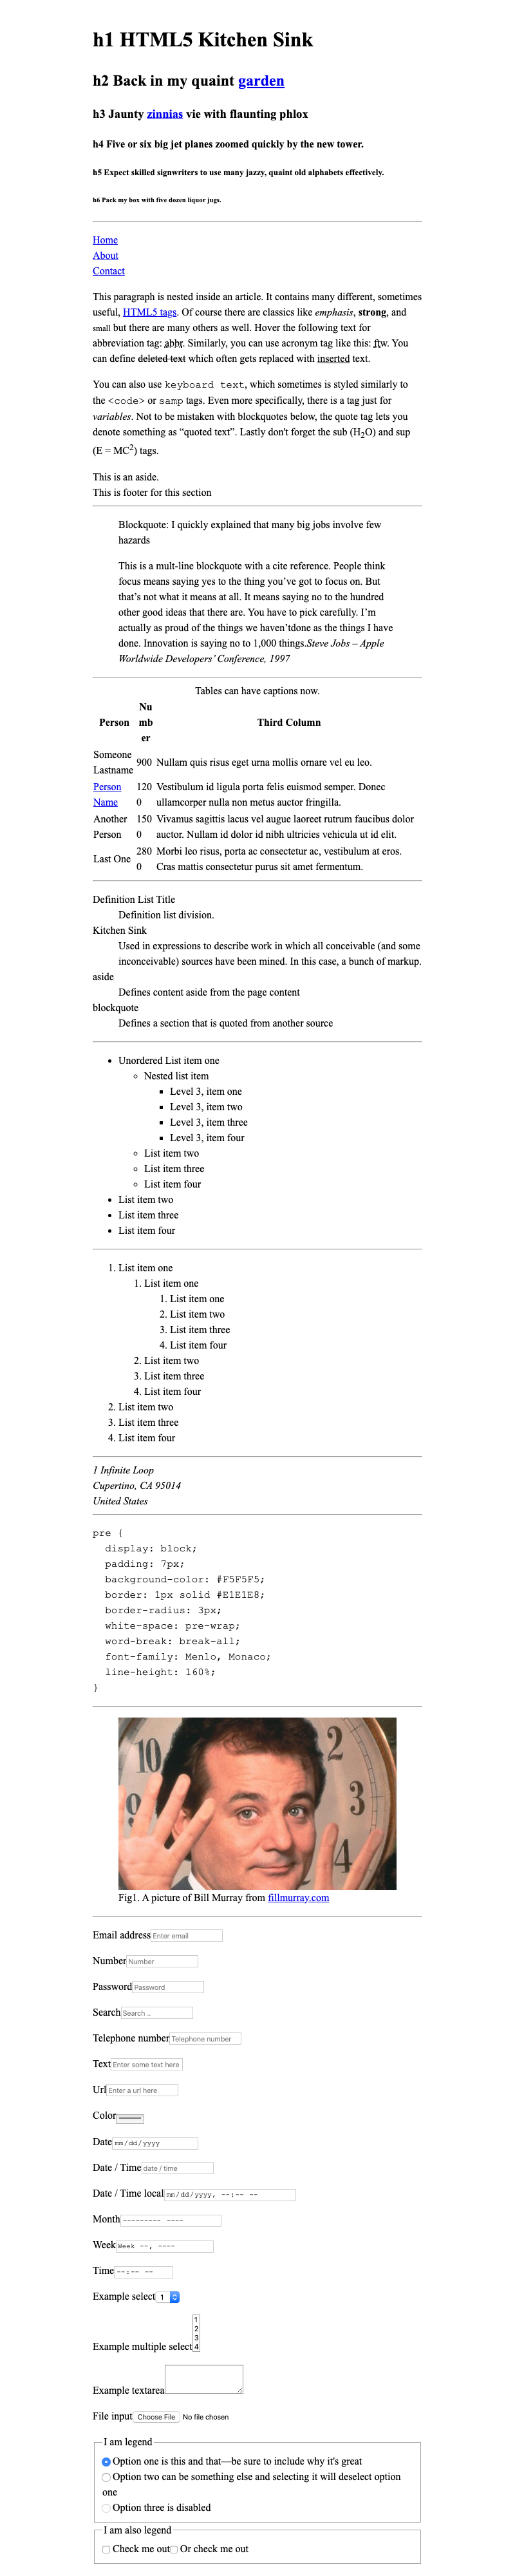 h1 HTML5 Kitchen Sink
h2 Back in my quaint garden
h3 Jaunty zinnias vie with flaunting phlox
h4 Five or six big jet planes zoomed quickly by the new tower.
h5 Expect skilled signwriters to use many jazzy, quaint old alphabets effectively.
h6 Pack my box with five dozen liquor jugs.
Home
About
Contact
This paragraph is nested inside an article. It contains many different, sometimes
useful, HTML5 tags. Of course there are classics like emphasis, strong, and
small but there are many others as well. Hover the following text for
abbreviation tag: abbr. Similarly, you can use acronym tag like this: ftw. You
can define deleted text which often gets replaced with inserted text.
You can also use keyboard text, which sometimes is styled similarly to
the <code> or samp tags. Even more specifically, there is a tag just for
variables. Not to be mistaken with blockquotes below, the quote tag lets you
denote something as “quoted text”. Lastly don't forget the sub (H2O) and sup
(E = MC2) tags.
This is an aside.
This is footer for this section
Blockquote: I quickly explained that many big jobs involve few
hazards
This is a mult-line blockquote with a cite reference. People think
focus means saying yes to the thing you’ve got to focus on. But
that’s not what it means at all. It means saying no to the hundred
other good ideas that there are. You have to pick carefully. I’m
actually as proud of the things we haven’tdone as the things I have
done. Innovation is saying no to 1,000 things.Steve Jobs – Apple
Worldwide Developers’ Conference, 1997
Tables can have captions now.
Person Number Third Column
Someone Lastname 900 Nullam quis risus eget urna mollis ornare vel eu leo.
Person Name 1200 Vestibulum id ligula porta felis euismod semper. Donec
ullamcorper nulla non metus auctor fringilla.
Another Person 1500 Vivamus sagittis lacus vel augue laoreet rutrum faucibus dolor
auctor. Nullam id dolor id nibh ultricies vehicula ut id elit.
Last One 2800 Morbi leo risus, porta ac consectetur ac, vestibulum at eros.
Cras mattis consectetur purus sit amet fermentum.
Definition List Title
Definition list division.
Kitchen Sink
Used in expressions to describe work in which all conceivable (and some
inconceivable) sources have been mined. In this case, a bunch of markup.
aside
Defines content aside from the page content
blockquote
Defines a section that is quoted from another source
Unordered List item one
Nested list item
Level 3, item one
Level 3, item two
Level 3, item three
Level 3, item four
List item two
List item three
List item four
List item two
List item three
List item four
1. List item one
1. List item one
1. List item one
2. List item two
3. List item three
4. List item four
2. List item two
3. List item three
4. List item four
2. List item two
3. List item three
4. List item four
1 Infinite Loop
Cupertino, CA 95014
United States
pre {
display: block;
padding: 7px;
background-color: #F5F5F5;
border: 1px solid #E1E1E8;
border-radius: 3px;
white-space: pre-wrap;
word-break: break-all;
font-family: Menlo, Monaco;
line-height: 160%;
}
Fig1. A picture of Bill Murray from fillmurray.com
Email address Enter email
Number Number
Password Password
Search Search ..
Telephone number Telephone number
Text Enter some text here
Url Enter a url here
Color
Date mm/dd/yyyy
Date / Time date / time
Date / Time local mm/dd/yyyy, --:-- --
Month --------- ----
Week Week --, ----
Time --:-- --
Example select 1
1
2
3
4
Example multiple select
Example textarea
File input Choose File No file chosen
I am legend
Option one is this and that—be sure to include why it's great
Option two can be something else and selecting it will deselect option
one
Option three is disabled
I am also legend
Check me out Or check me out